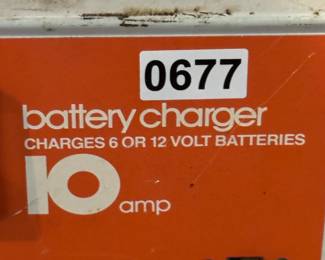 0677
battery charger
CHARGES 6 OR 12 VOLT BATTERIES
10 amp